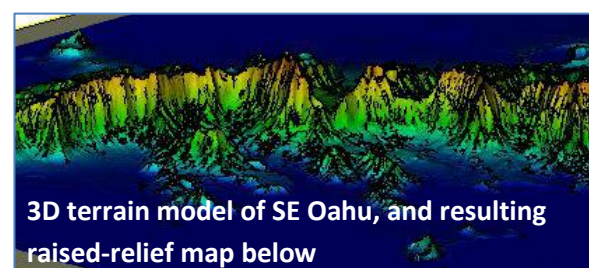 3D terrain model of SE Oahu, and resulting
raised-relief map below